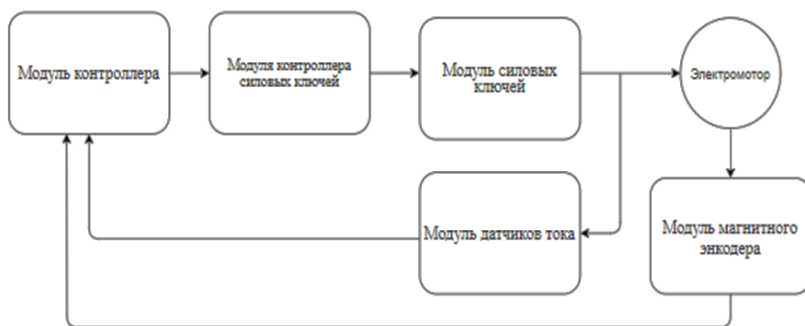 Модуль контроллера
Модуля контроллера
силовых ключей
Модуль силовых
ключей
Электромотор
Модуль датчиков тока
Модуль магнитного
энкодера